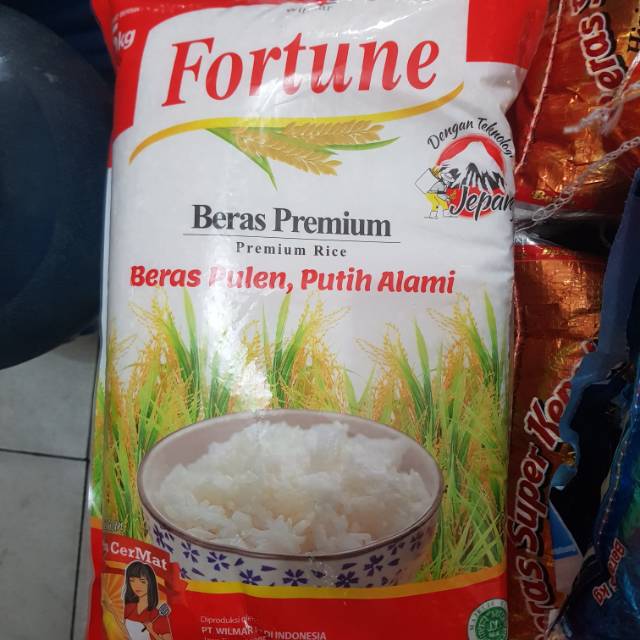 Fortune
Dengan Teknologi
Jepang
Beras Premium
Premium Rice
Beras Pulen, Putih Alami
CerMat
Diproduksi
PT. WILMAR
INDONESIA
Beras Super